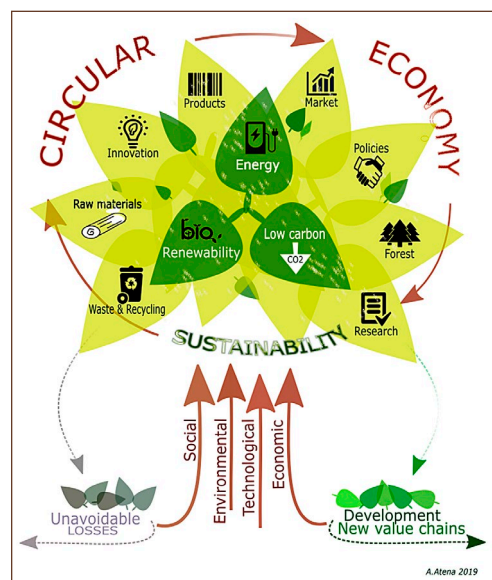 CIRCULAR
ECONOMY
Products
Market
Innovation
Energy
Policies
Raw materials
G
bio
Renewability
Low carbon
CO2
Forest
Waste & Recycling
Research
SUSTAINABILITY
Social
Environmental
Technological
Economic
Unavoidable
LOSSES
Development
New value chains
A.Atena 2019